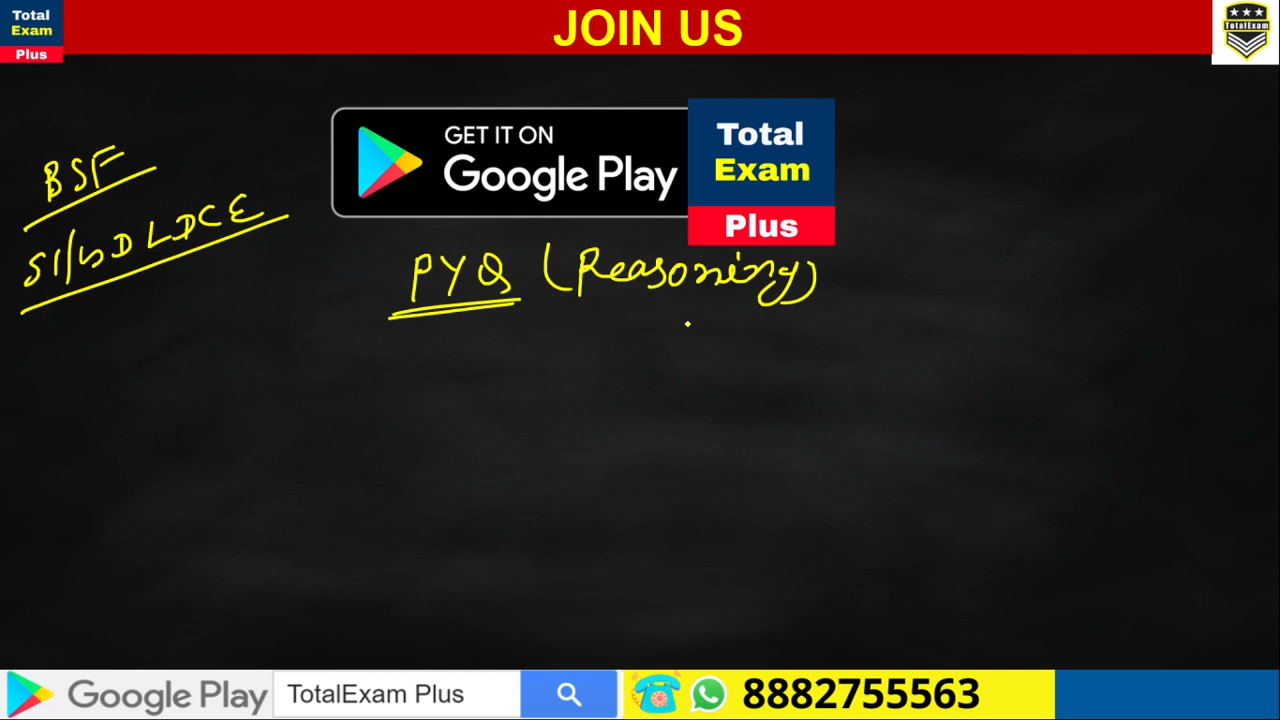 Total
Exam
Plus
JOIN US
TotalExam
GET IT ON
Google Play
Total
Exam
Plus
BSF
SI/GD LDCE
PYQ (Reasoning)
Google Play
TotalExam Plus
8882755563